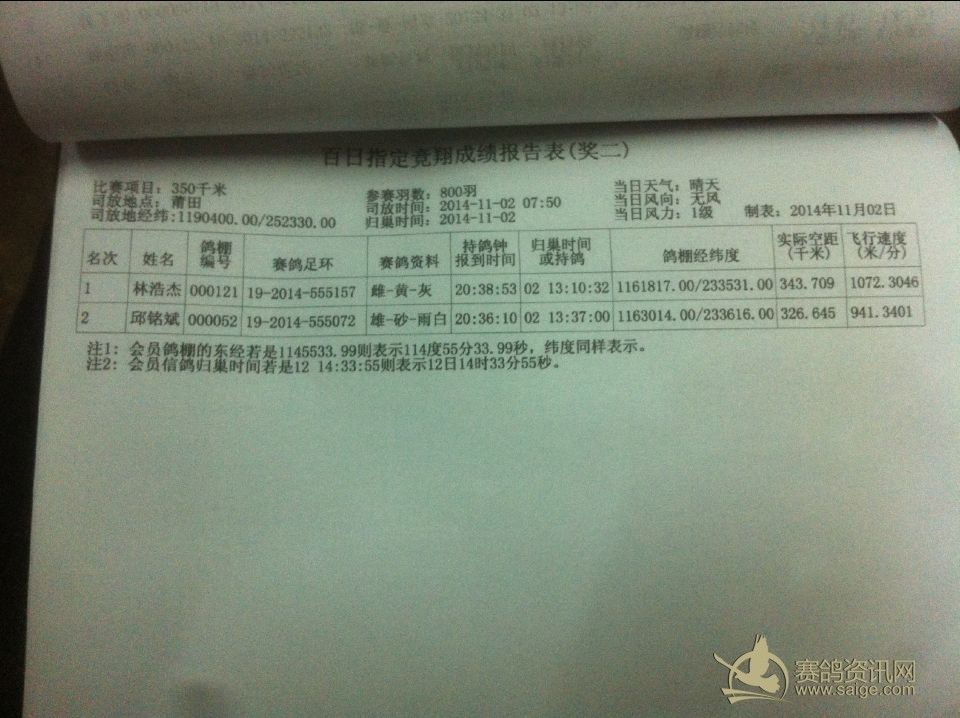 百日指定竞翔成绩报告表(奖二)
比赛项目: 350千米 参赛羽数: 800羽 当日天气: 晴天
司放地点: 莆田 司放时间: 2014-11-02 07:50 当日风向: 无风
司放地经纬:1190400.00/252330.00 归巢时间: 2014-11-02 当日风力: 1级 制表: 2014年11月02日
名次 姓名 鸽棚编号 赛鸽足环 赛鸽资料 持鸽钟报到时间 归巢时间或持鸽 鸽棚经纬度 实际空距(千米) 飞行速度(米/分)
1 林浩杰 000121 19-2014-555157 雌-黄-灰 20:38:53 02 13:10:32 1161817.00/233531.00 343.709 1072.3046
2 邱铭斌 000052 19-2014-555072 雄-砂-雨白 20:36:10 02 13:37:00 1163014.00/233616.00 326.645 941.3401
注1: 会员鸽棚的东经若是1145533.99则表示114度55分33.99秒，纬度同样表示。
注2: 会员信鸽归巢时间若是12 14:33:55则表示12日14时33分55秒。
赛鸽资讯网
www.saige.com